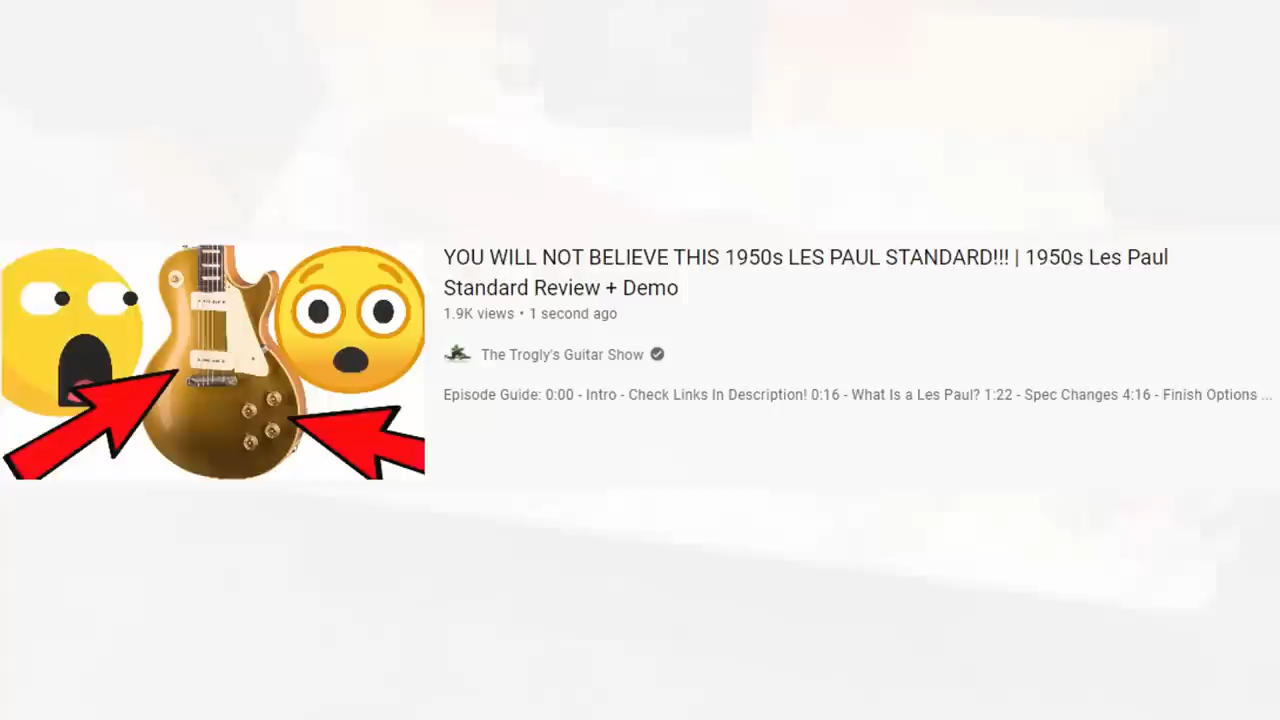 YOU WILL NOT BELIEVE THIS 1950s LES PAUL STANDARD!!! | 1950s Les Paul
Standard Review + Demo
1.9K views • 1 second ago
The Trogly's Guitar Show
Episode Guide: 0:00 - Intro - Check Links In Description! 0:16 - What Is a Les Paul? 1:22 - Spec Changes 4:16 - Finish Options ...